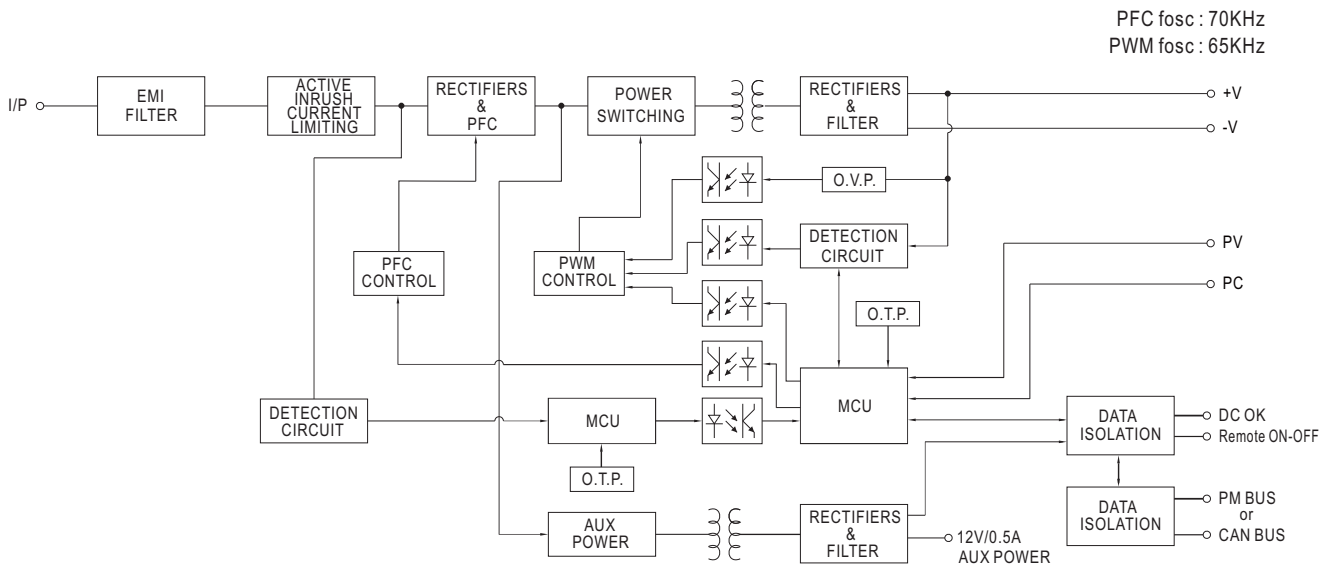 PFC fosc : 70KHz
PWM fosc : 65KHz
I/P
EMI
FILTER
ACTIVE
INRUSH
CURRENT
LIMITING
RECTIFIERS
&
PFC
POWER
SWITCHING
RECTIFIERS
&
FILTER
+V
-V
O.V.P.
DETECTION
CIRCUIT
PFC
CONTROL
PWM
CONTROL
PV
PC
O.T.P.
MCU
DETECTION
CIRCUIT
MCU
O.T.P.
DATA
ISOLATION
DC OK
Remote ON-OFF
DATA
ISOLATION
PM BUS
or
CAN BUS
AUX
POWER
RECTIFIERS
&
FILTER
12V/0.5A
AUX POWER